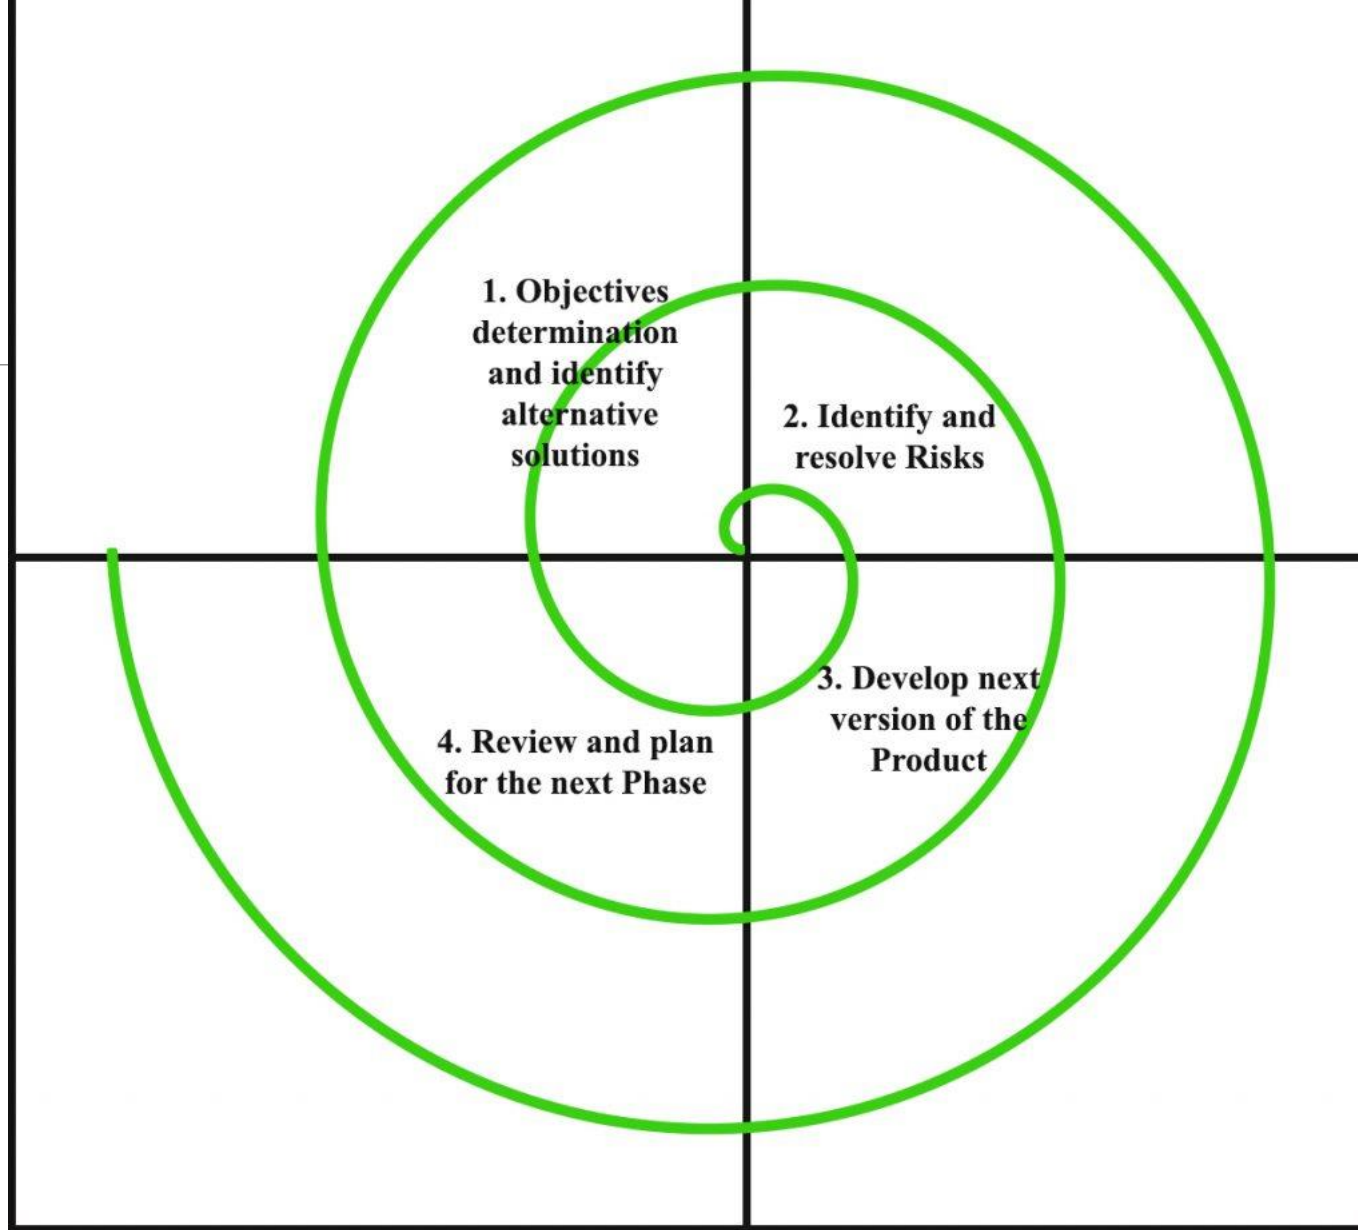 1. Objectives
determination
and identify
alternative
solutions
2. Identify and
resolve Risks
3. Develop next
version of the
Product
4. Review and plan
for the next Phase